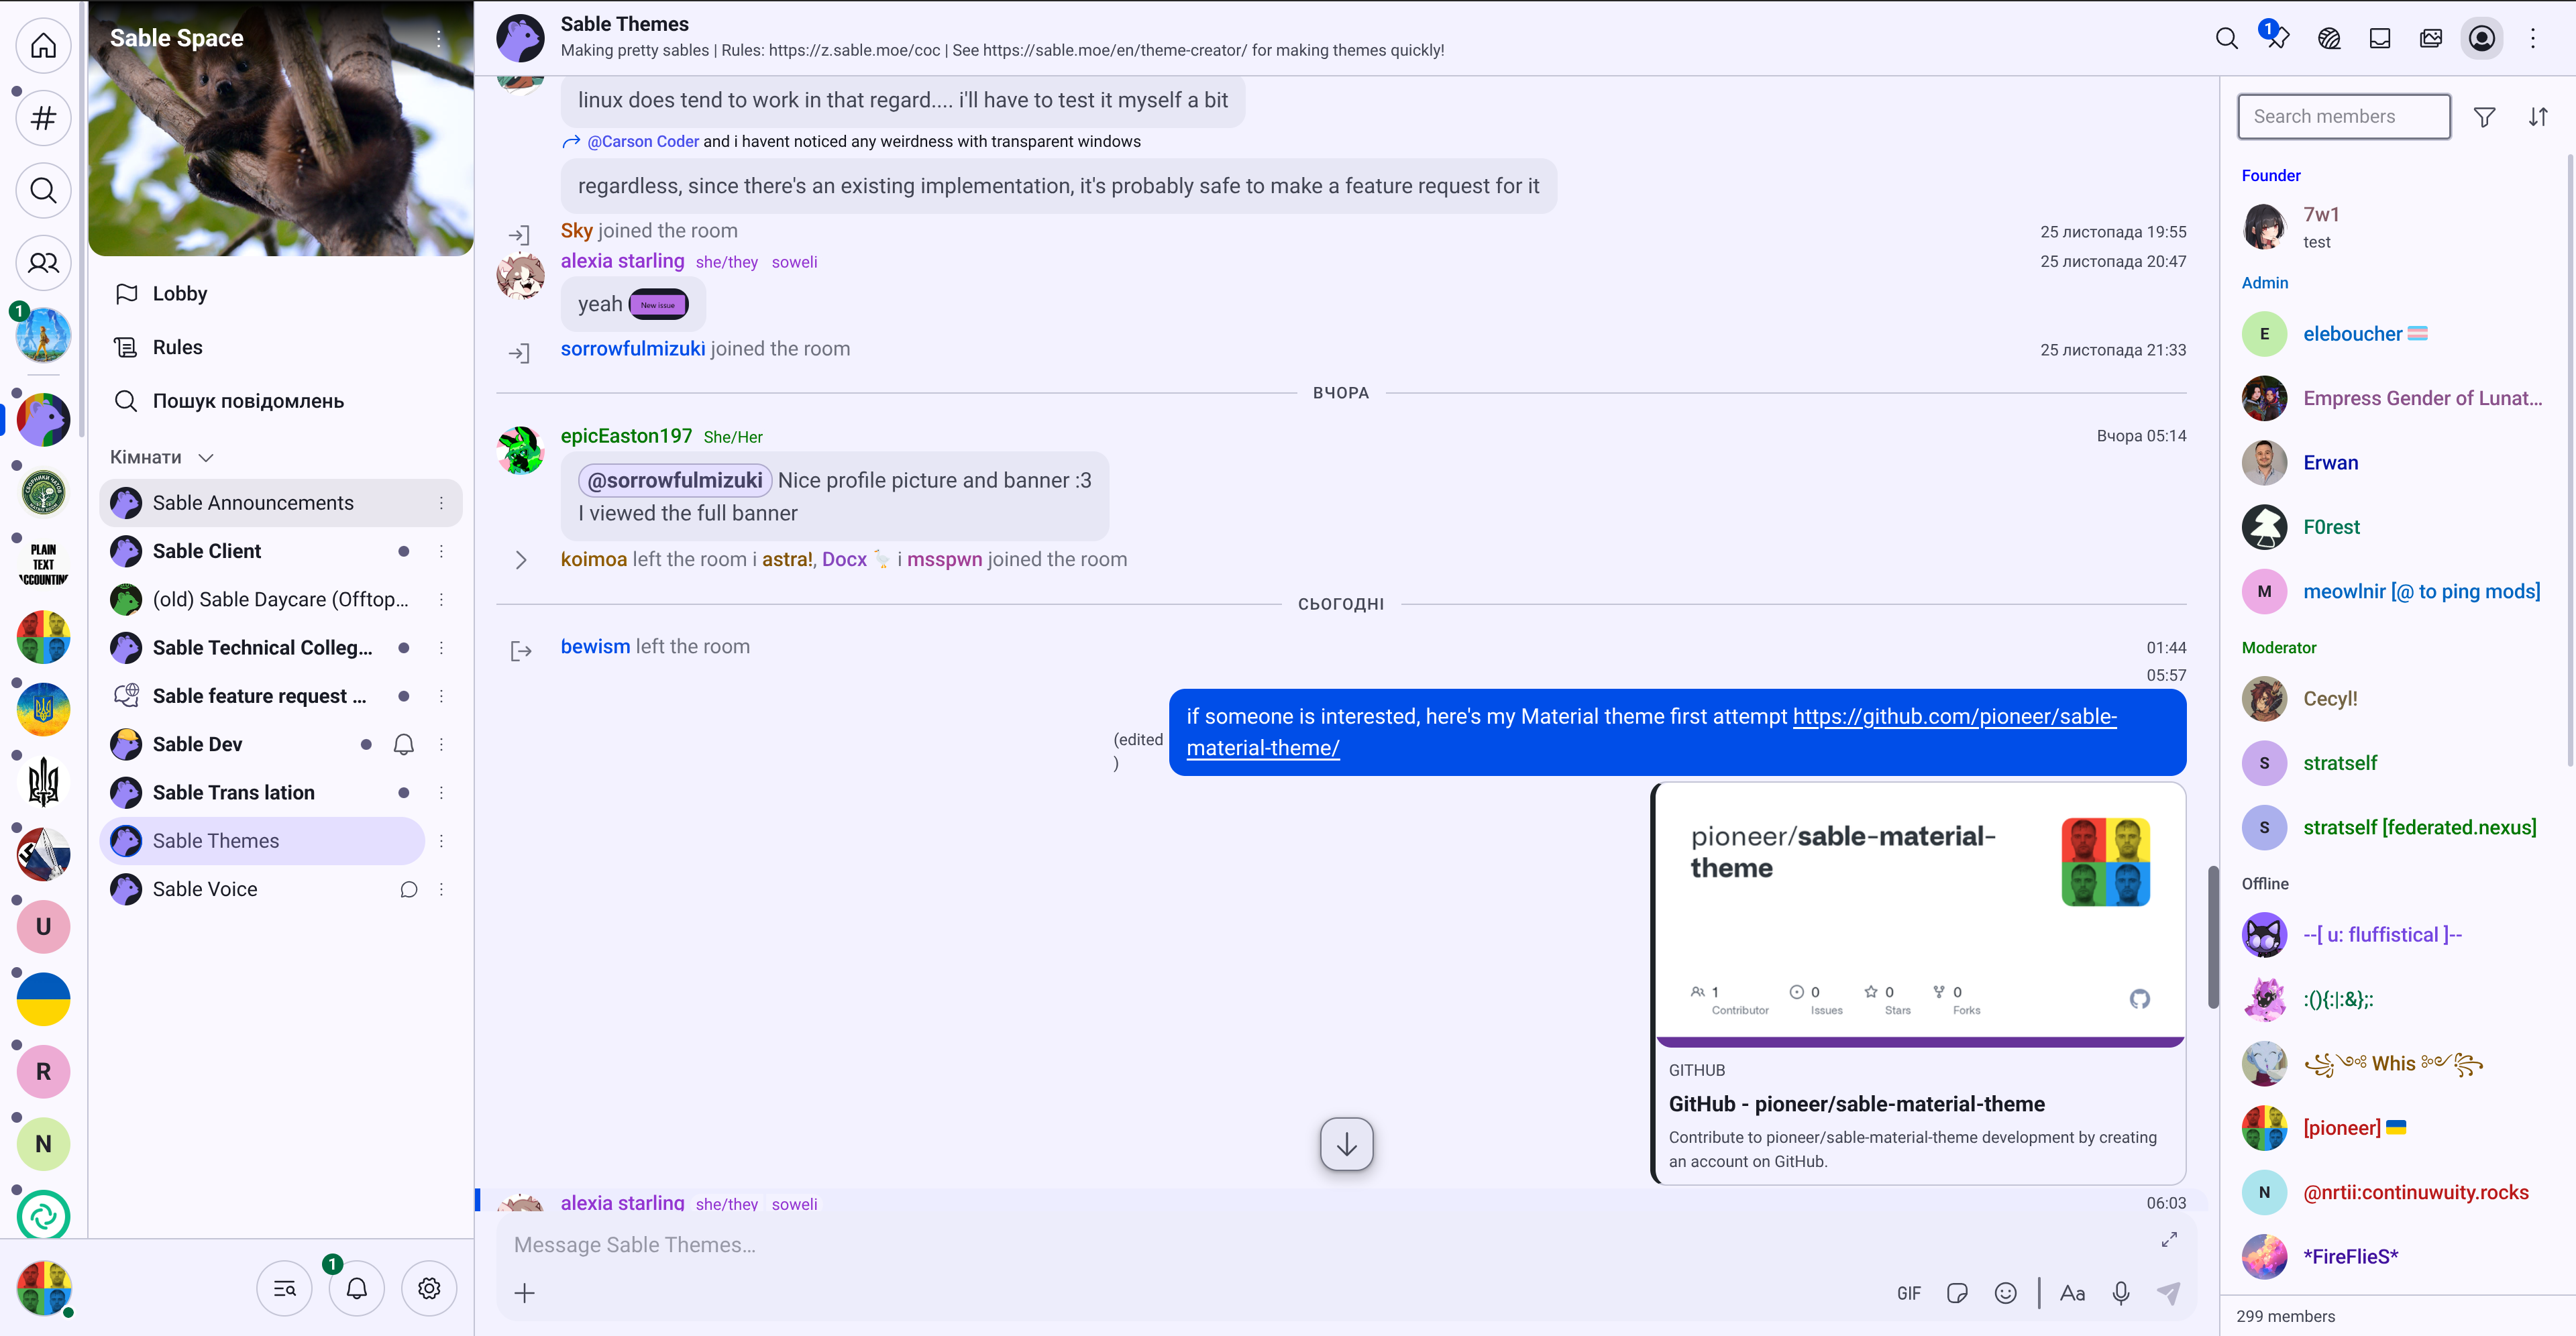 Sable Space
Lobby
Rules
Пошук повідомлень
Кімнати
Sable Announcements
Sable Client
(old) Sable Daycare (Offtop...
Sable Technical Colleg...
Sable feature request ...
Sable Dev
Sable Trans lation
Sable Themes
Sable Voice
1
PLAIN
TEXT
U
R
N
1
Sable Themes
Making pretty sables | Rules: https://z.sable.moe/coc | See https://sable.moe/en/theme-creator/ for making themes quickly!
1
linux does tend to work in that regard.... i'll have to test it myself a bit
@Carson Coder and i havent noticed any weirdness with transparent windows
regardless, since there's an existing implementation, it's probably safe to make a feature request for it
Sky joined the room
25 листопада 19:55
alexia starling she/they soweli
25 листопада 20:47
yeah New issue
sorrowfulmizuki joined the room
25 листопада 21:33
ВЧОРА
epicEaston197 She/Her
Вчора 05:14
@sorrowfulmizuki Nice profile picture and banner :3
I viewed the full banner
koimoa left the room і astra!, Docx 🪿 і msspwn joined the room
СЬОГОДНІ
bewism left the room
01:44
05:57
if someone is interested, here's my Material theme first attempt https://github.com/pioneer/sable-
material-theme/
(edited
)
pioneer/sable-material-
theme
1
Contributor
0
Issues
0
Stars
0
Forks
GITHUB
GitHub - pioneer/sable-material-theme
Contribute to pioneer/sable-material-theme development by creating
an account on GitHub.
alexia starling she/they soweli
06:03
Message Sable Themes...
GIF
Aa
Search members
Founder
7w1
test
Admin
E
eleboucher
Empress Gender of Lunat...
Erwan
F0rest
M
meowlnir [@ to ping mods]
Moderator
Cecyl!
S
stratself
S
stratself [federated.nexus]
Offline
--[ u: fluffistical ]--
:(){:|:&};:
꧁༺ Whis ༻꧂
[pioneer] 🇺🇦
N
@nrtii:continuwuity.rocks
*FireFlieS*
299 members